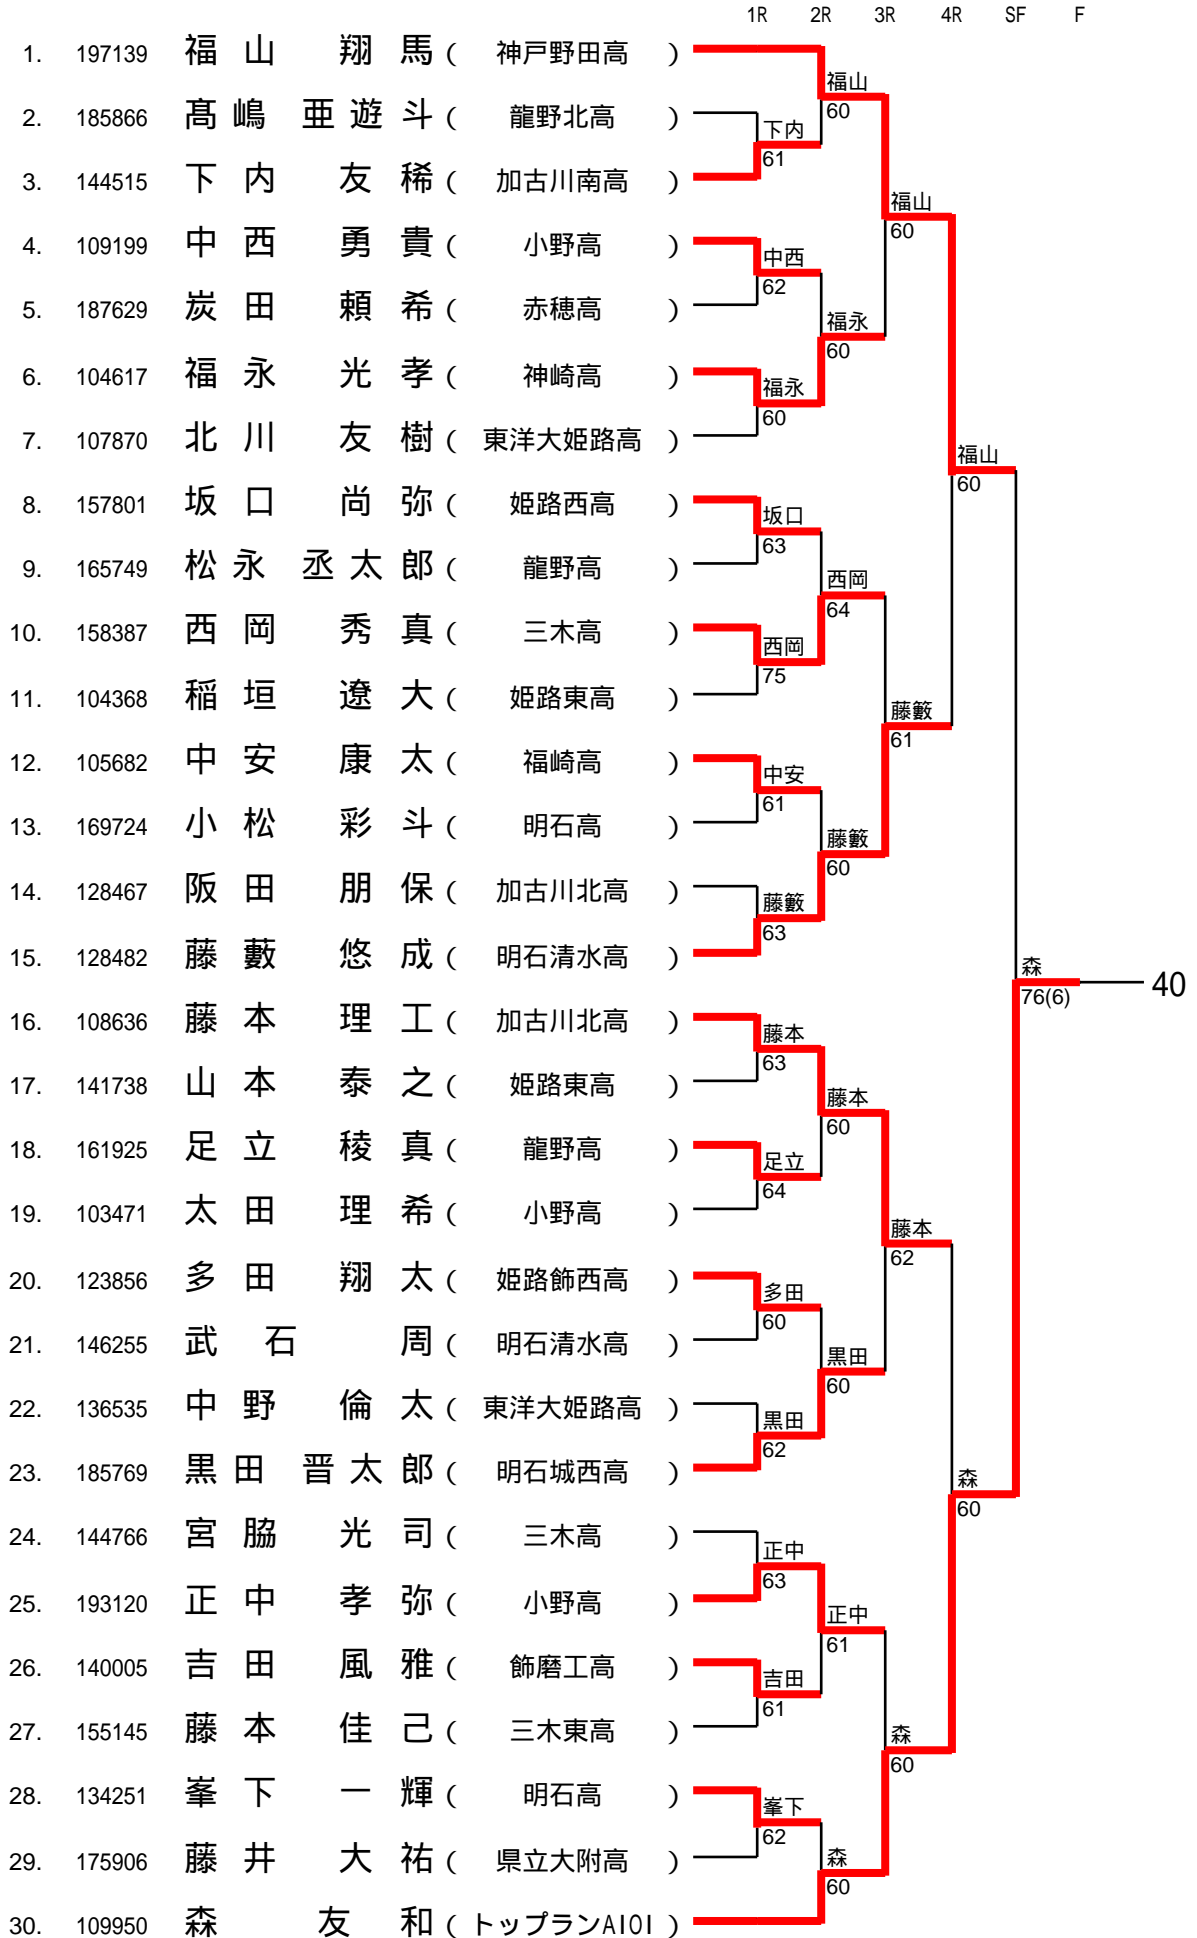 1R 2R 3R 4R SF F
1. 197139 福山 翔馬 ( 神戸野田高 )
福山
60
2. 185866 髙嶋 亜遊斗 ( 龍野北高 )
下内
61
3. 144515 下内 友稀 ( 加古川南高 )
福山
60
4. 109199 中西 勇貴 ( 小野高 )
中西
62
5. 187629 炭田 頼希 ( 赤穂高 )
福永
60
6. 104617 福永 光孝 ( 神崎高 )
福永
60
7. 107870 北川 友樹 ( 東洋大姫路高 )
福山
60
8. 157801 坂口 尚弥 ( 姫路西高 )
坂口
63
9. 165749 松永 丞太郎 ( 龍野高 )
西岡
64
10. 158387 西岡 秀真 ( 三木高 )
西岡
75
11. 104368 稲垣 遼大 ( 姫路東高 )
藤籔
61
12. 105682 中安 康太 ( 福崎高 )
中安
61
13. 169724 小松 彩斗 ( 明石高 )
藤籔
60
14. 128467 阪田 朋保 ( 加古川北高 )
藤籔
63
15. 128482 藤藪 悠成 ( 明石清水高 )
森
76(6)
40
16. 108636 藤本 理工 ( 加古川北高 )
藤本
63
17. 141738 山本 泰之 ( 姫路東高 )
藤本
60
18. 161925 足立 稜真 ( 龍野高 )
足立
64
19. 103471 太田 理希 ( 小野高 )
藤本
62
20. 123856 多田 翔太 ( 姫路飾西高 )
多田
60
21. 146255 武石 周 ( 明石清水高 )
黒田
60
22. 136535 中野 倫太 ( 東洋大姫路高 )
黒田
62
23. 185769 黒田 晋太郎 ( 明石城西高 )
森
60
24. 144766 宮脇 光司 ( 三木高 )
正中
63
25. 193120 正中 孝弥 ( 小野高 )
正中
61
26. 140005 吉田 風雅 ( 飾磨工高 )
吉田
61
27. 155145 藤本 佳己 ( 三木東高 )
森
60
28. 134251 峯下 一輝 ( 明石高 )
峯下
62
29. 175906 藤井 大祐 ( 県立大附高 )
森
60
30. 109950 森 友和 ( トップランAIOI )